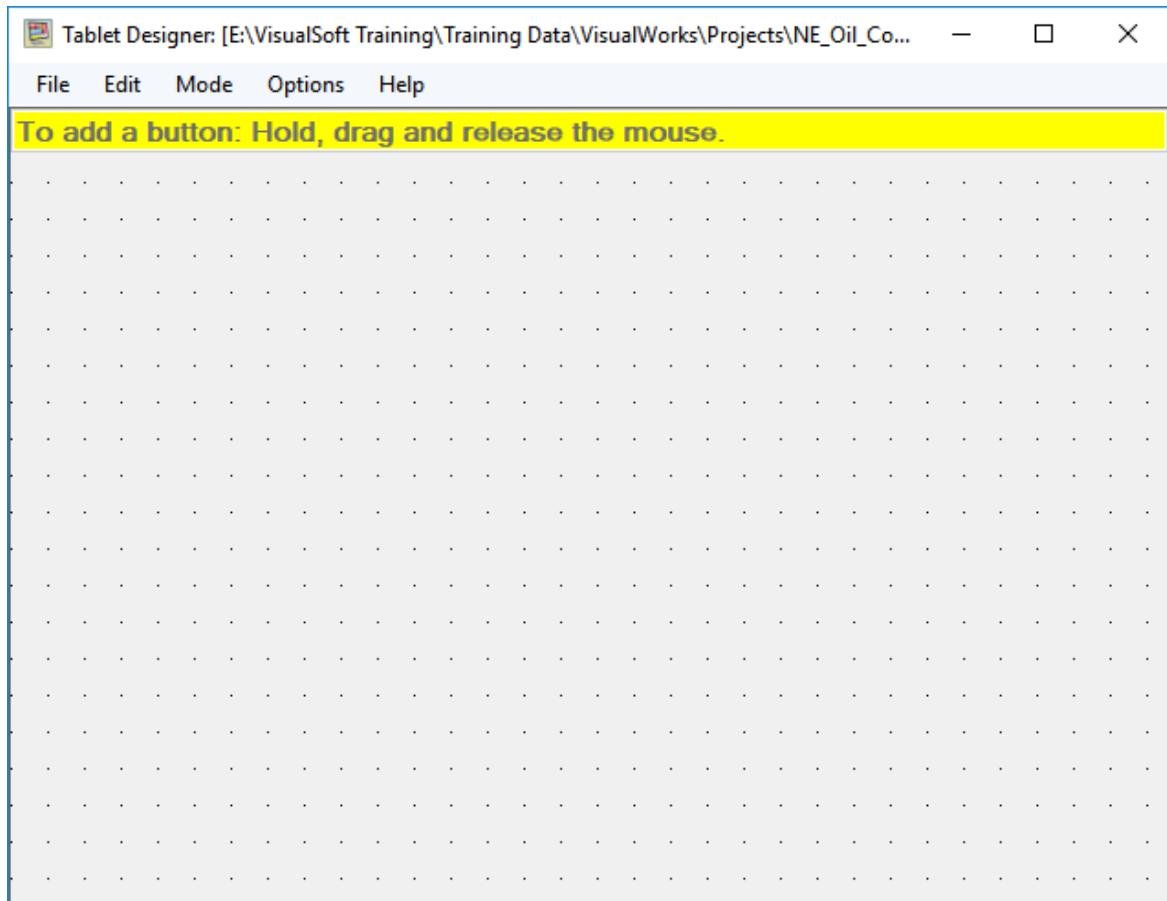 Tablet Designer: [E:\VisualSoft Training\Training Data\VisualWorks\Projects\NE_Oil_Co...
File Edit Mode Options Help
To add a button: Hold, drag and release the mouse.